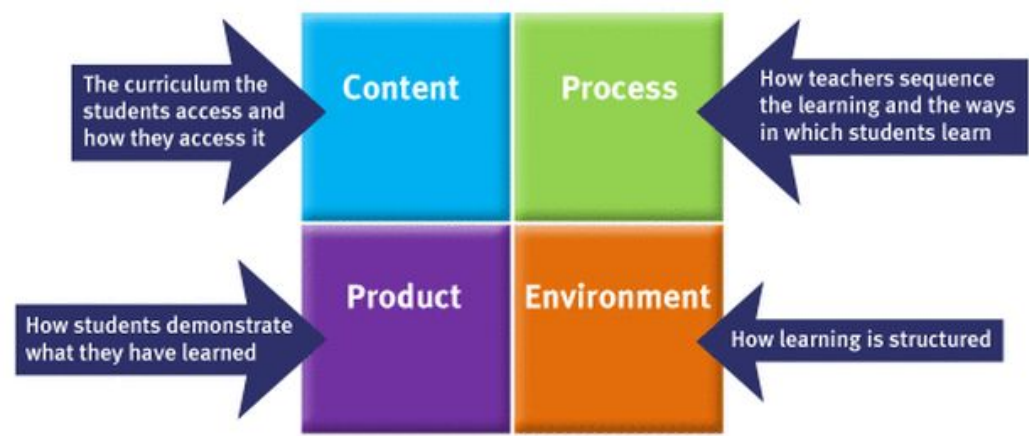 The curriculum the
students access and
how they access it
Content
Process
How teachers sequence
the learning and the ways
in which students learn
How students demonstrate
what they have learned
Product
Environment
How learning is structured